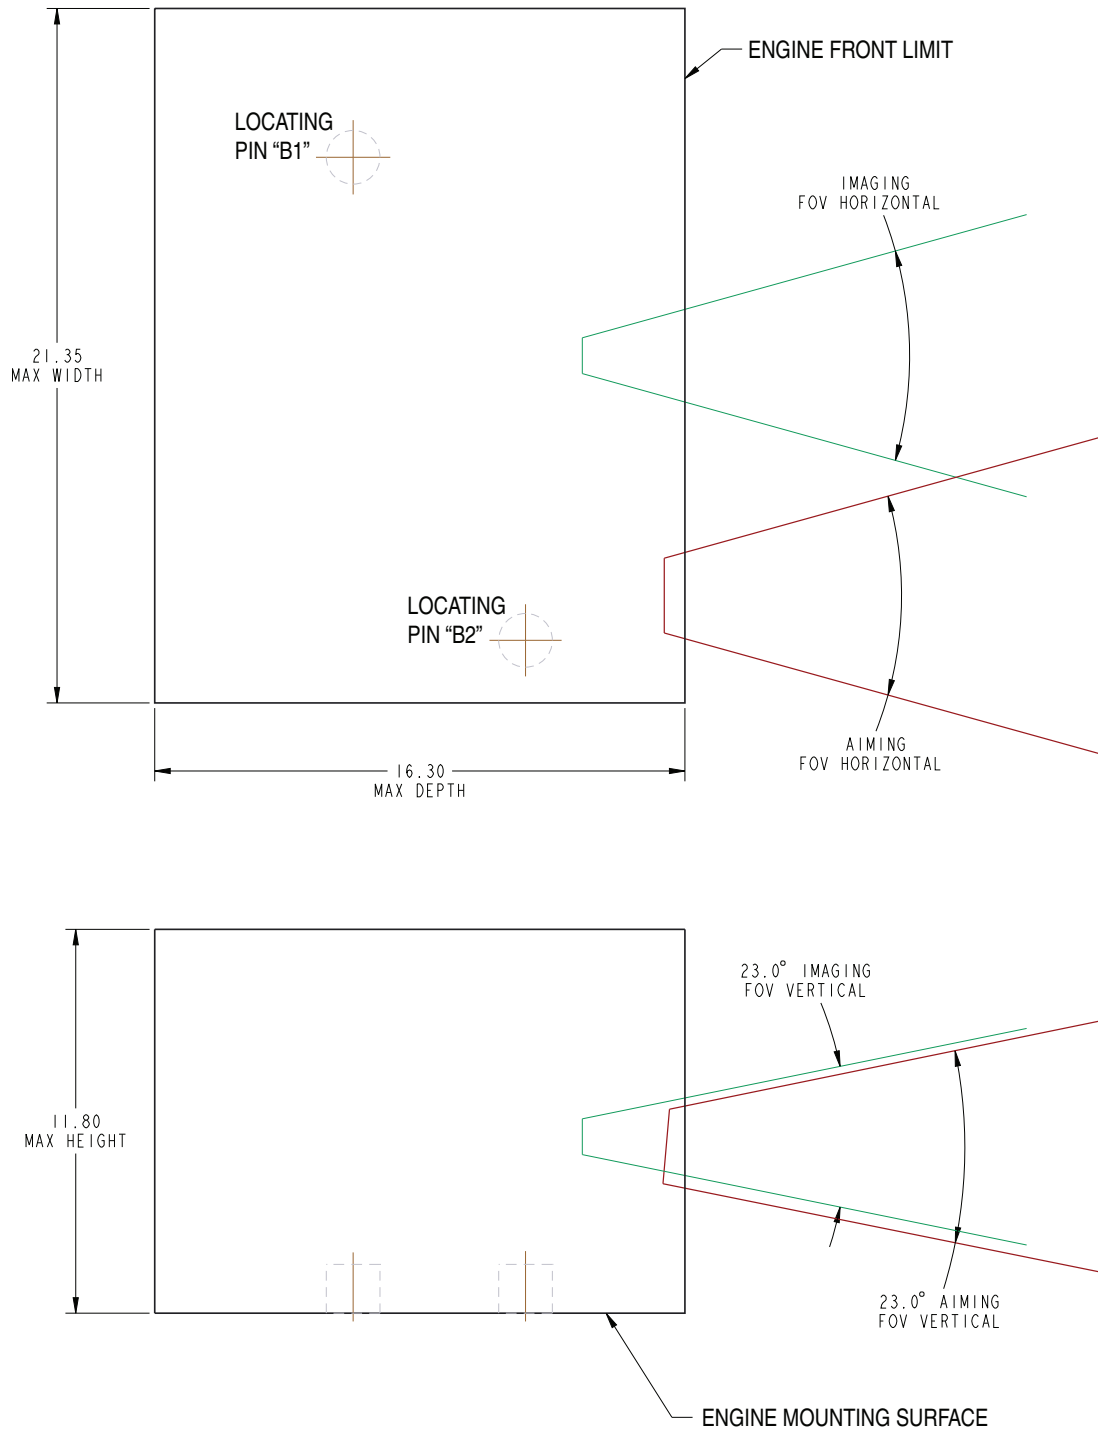 ENGINE FRONT LIMIT
LOCATING
PIN “B1”
IMAGING
FOV HORIZONTAL
21.35
MAX WIDTH
LOCATING
PIN “B2”
AIMING
FOV HORIZONTAL
16.30
MAX DEPTH
23.0° IMAGING
FOV VERTICAL
11.80
MAX HEIGHT
23.0° AIMING
FOV VERTICAL
ENGINE MOUNTING SURFACE